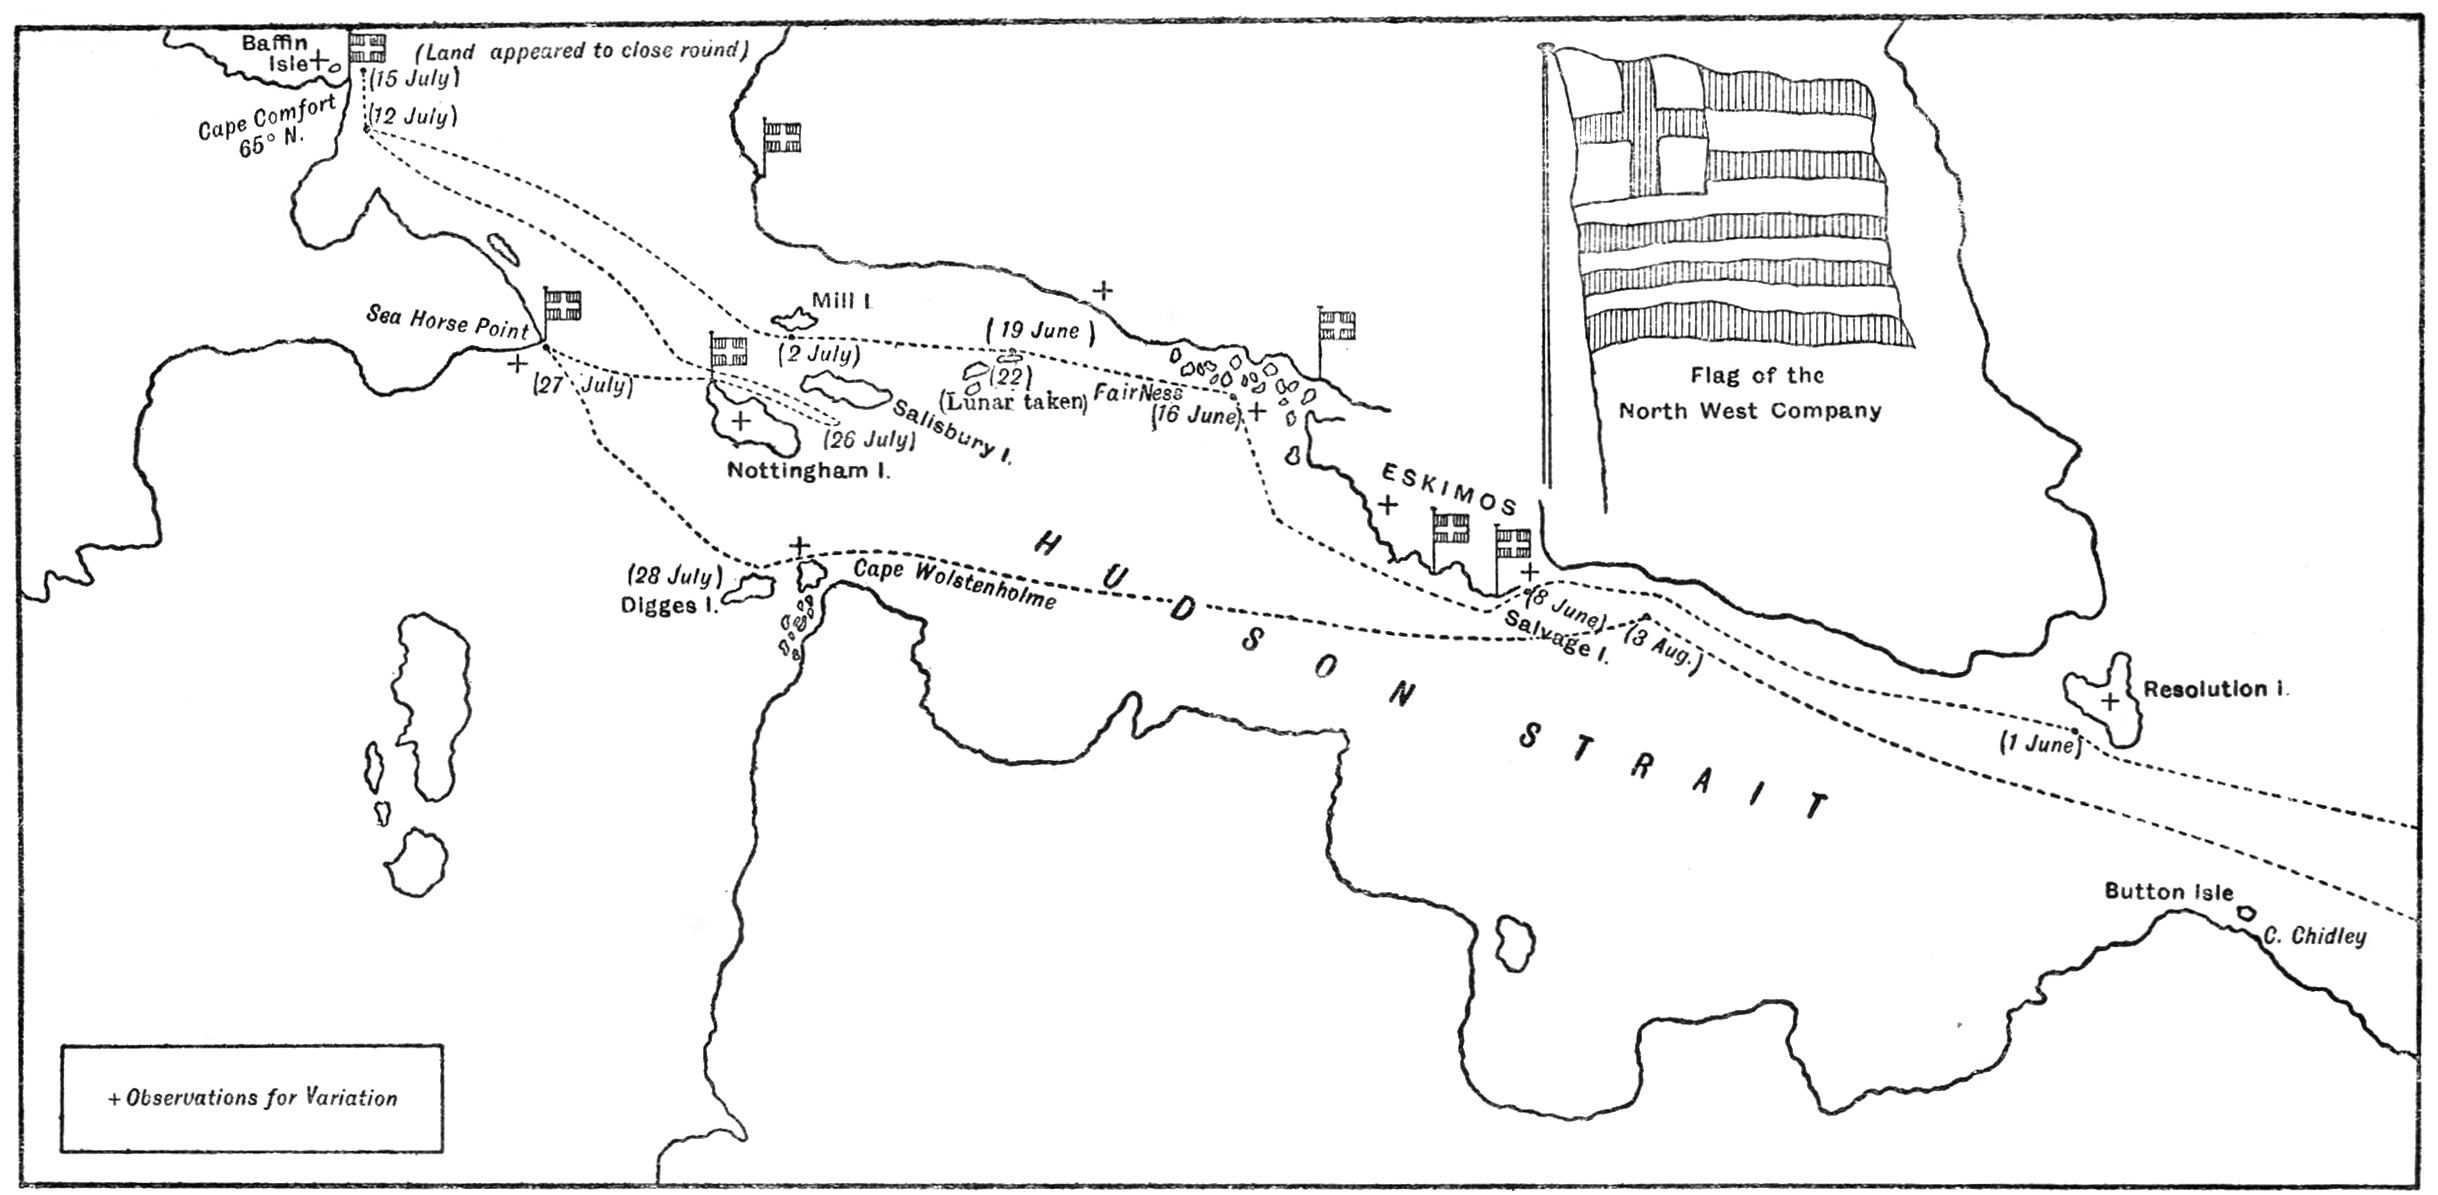 Baffin
Isle
(Land appeared to close round)
(15 July)
(12 July)
Cape Comfort
65° N.
Sea Horse Point
(27 July)
Mill I.
(2 July)
(19 June)
(22)
(Lunar taken)
Fair Ness
(16 June)
Salisbury I.
(26 July)
Nottingham I.
ESKIMOS
Flag of the
North West Company
(28 July)
Digges I.
Cape Wolstenholme
HUDSON STRAIT
(8 June)
Salvage I.
(3 Aug.)
Resolution I.
(1 June)
Button Isle
C. Chidley
+ Observations for Variation